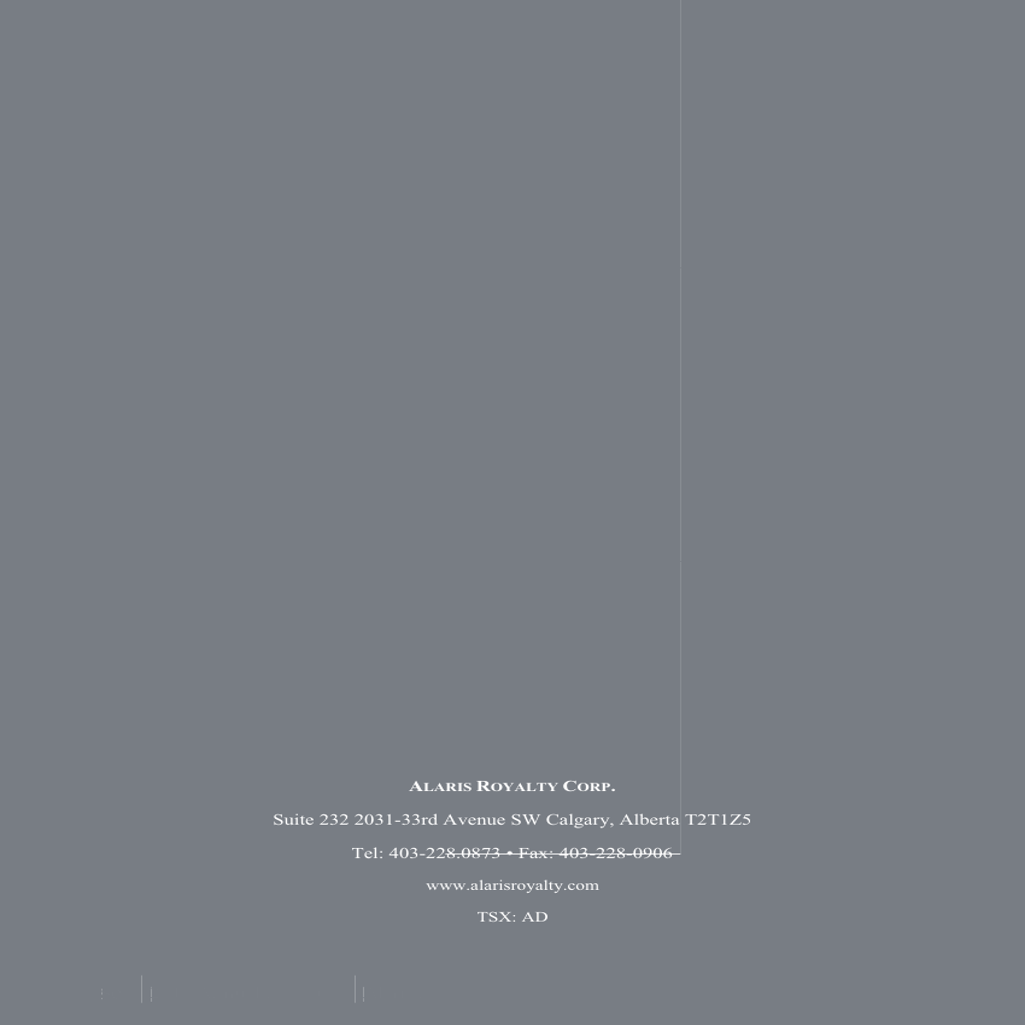 ALARIS ROYALTY CORP.
Suite 232 2031-33rd Avenue SW Calgary, Alberta T2T1Z5
Tel: 403-228.0873 • Fax: 403-228-0906
www.alarisroyalty.com
TSX: AD